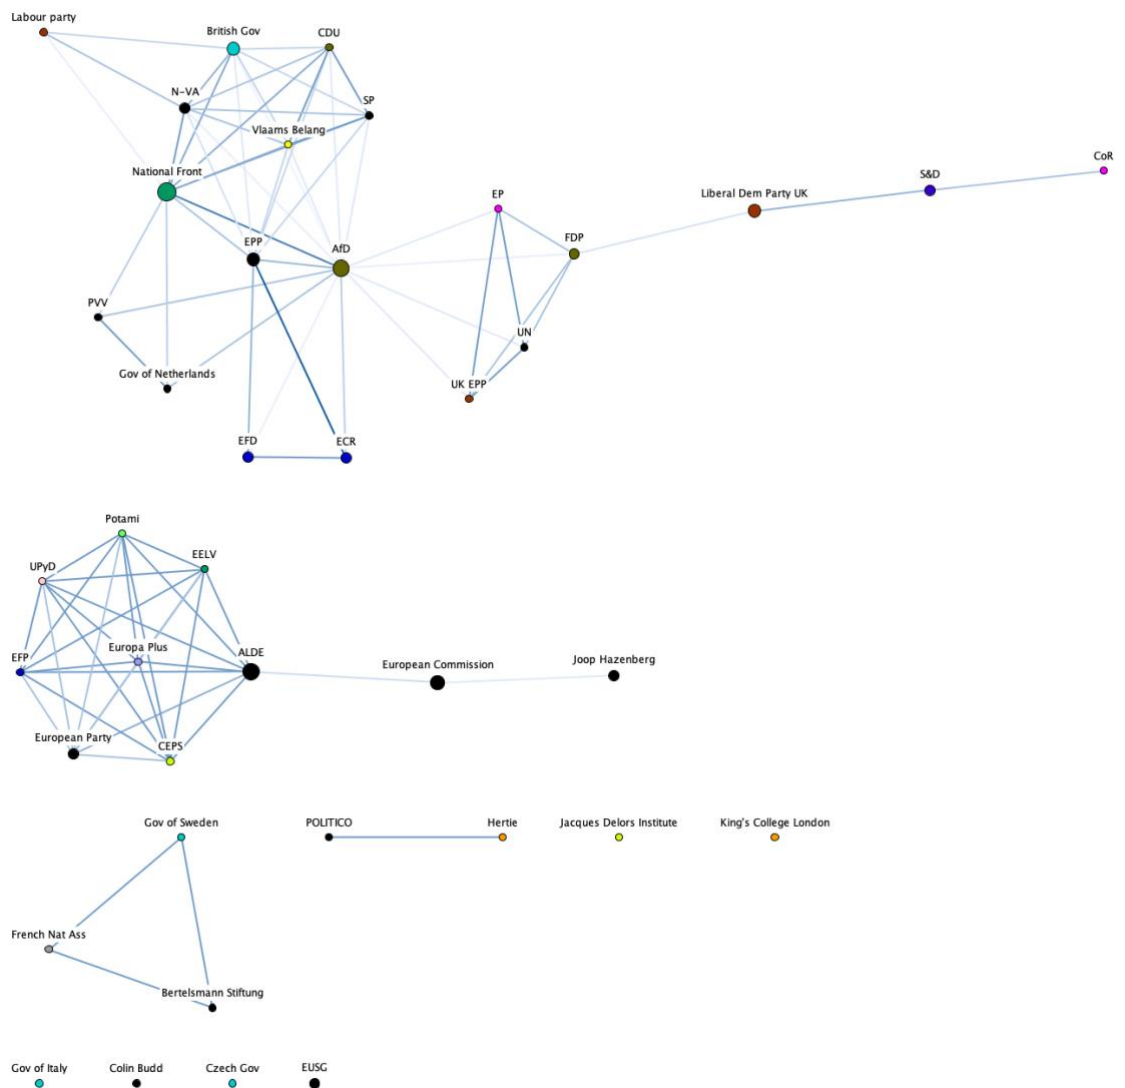 Labour party
British Gov
CDU
N-VA
SP
Vlaams Belang
National Front
CoR
S&D
Liberal Dem Party UK
EP
FDP
EPP
AfD
PVV
UN
Gov of Netherlands
UK EPP
EFD
ECR
Potami
EELV
UPyD
Europa Plus
ALDE
EFP
European Commission
Joop Hazenberg
European Party
CEPS
Gov of Sweden
POLITICO
Hertie
Jacques Delors Institute
King's College London
French Nat Ass
Bertelsmann Stiftung
Gov of Italy
Colin Budd
Czech Gov
EUSG